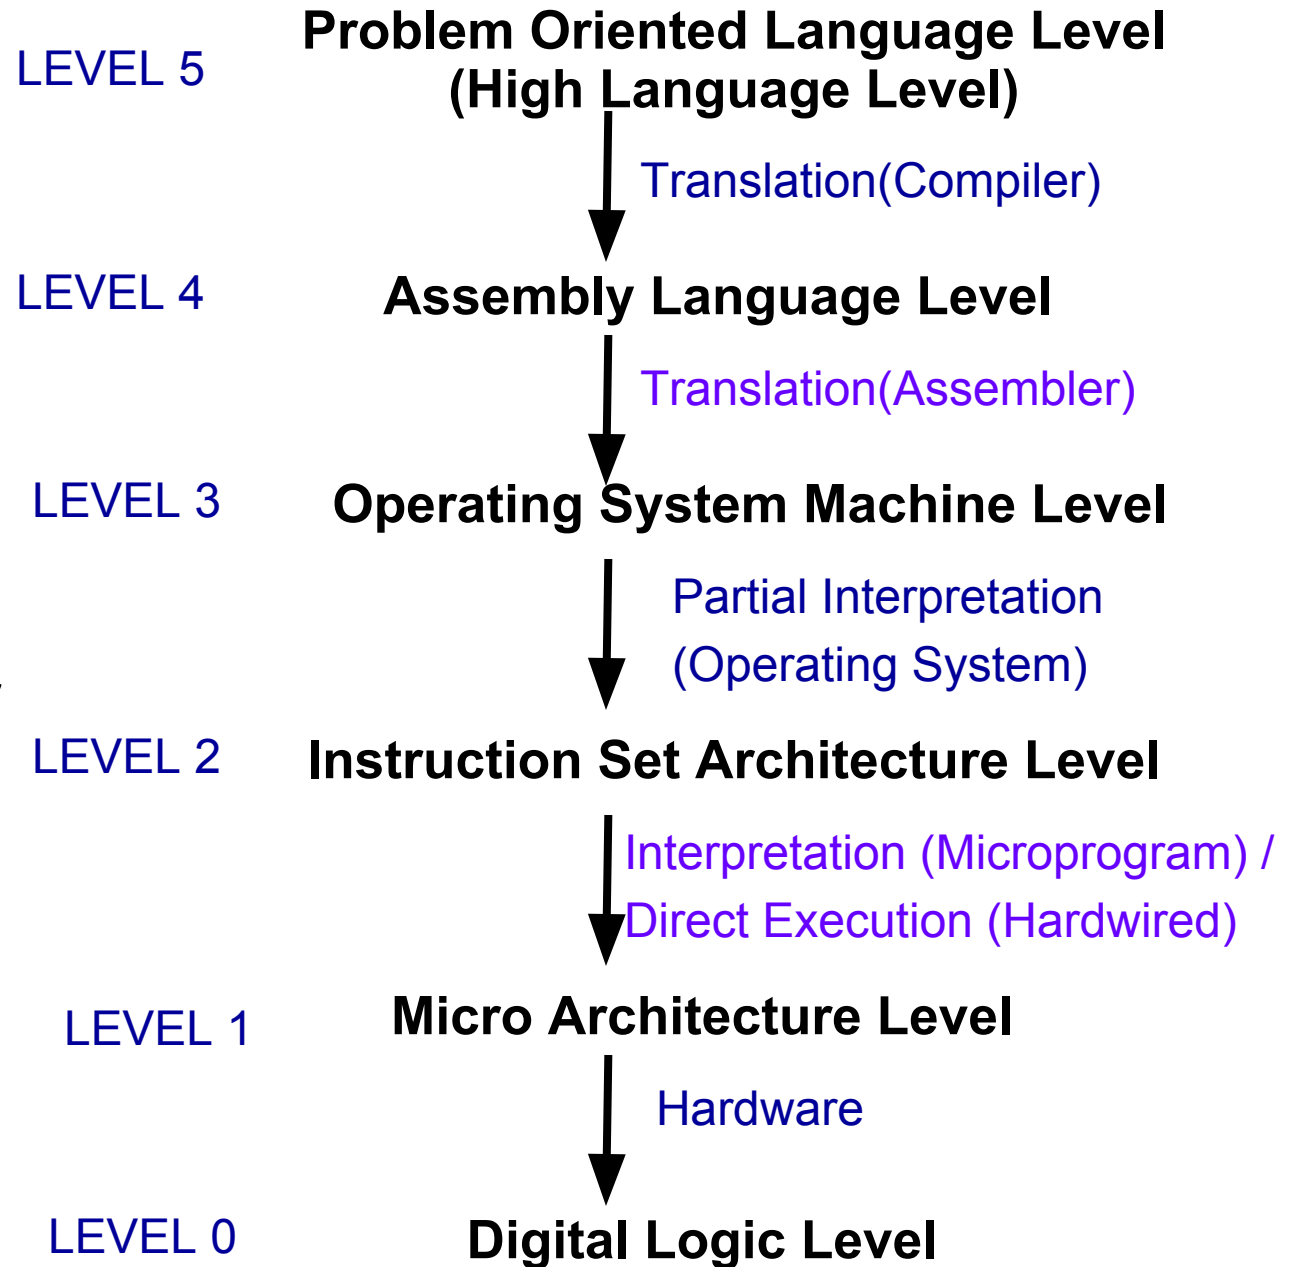 LEVEL 5
Problem Oriented Language Level
(High Language Level)
Translation(Compiler)
LEVEL 4
Assembly Language Level
Translation(Assembler)
LEVEL 3
Operating System Machine Level
Partial Interpretation
(Operating System)
LEVEL 2
Instruction Set Architecture Level
Interpretation (Microprogram) /
Direct Execution (Hardwired)
LEVEL 1
Micro Architecture Level
Hardware
LEVEL 0
Digital Logic Level